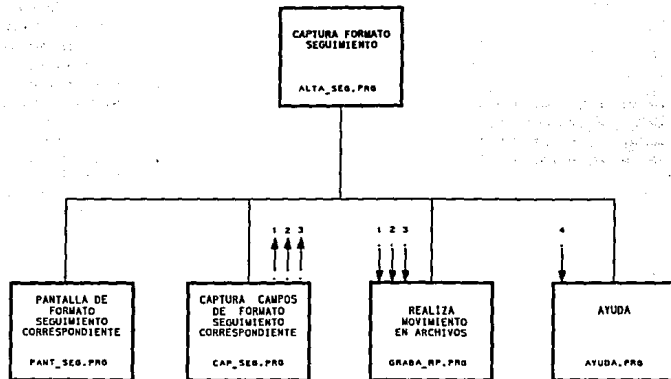 CAPTURA FORMATO
SEGUIMIENTO
ALTA_SEG.PRG
1 2 3
1 2 3
4
PANTALLA DE
FORMATO
SEGUIMIENTO
CORRESPONDIENTE
PANT_SEG.PRG
CAPTURA CAMPOS
DE FORMATO
SEGUIMIENTO
CORRESPONDIENTE
CAP_SEG.PRG
REALIZA
MOVIMIENTO
EN ARCHIVOS
GRABA_RP.PRG
AYUDA
AYUDA.PRG